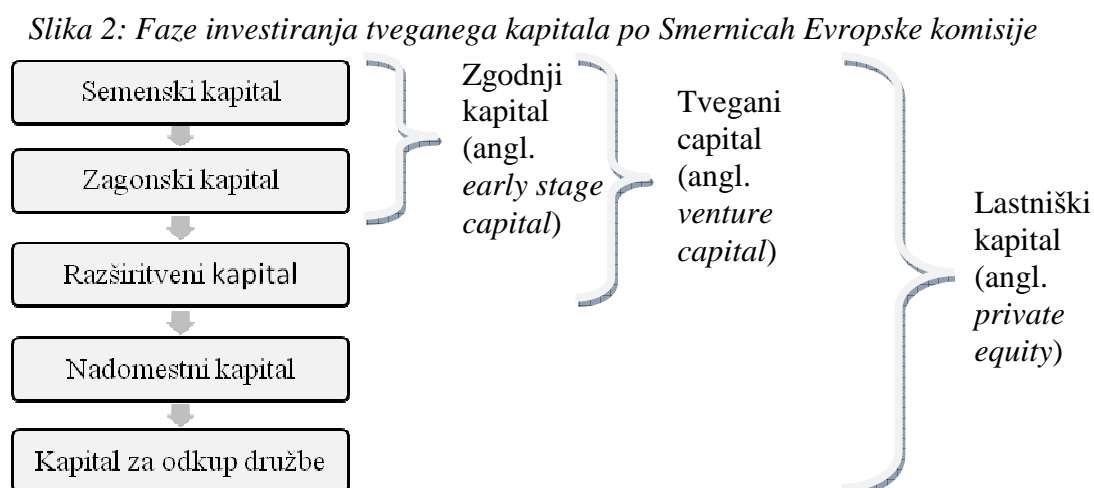 Slika 2: Faze investiranja tveganega kapitala po Smernicah Evropske komisije
Semenski kapital
Zagonski kapital
Razširitveni kapital
Nadomestni kapital
Kapital za odkup družbe
Zgodnji
kapital
(angl.
early stage
capital)
Tvegani
capital
(angl.
venture
capital)
Lastniški
kapital
(angl.
private
equity)